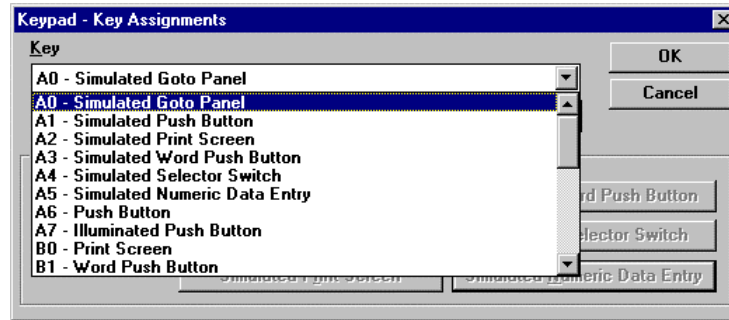 Keypad - Key Assignments
Key
OK
A0 - Simulated Goto Panel
Cancel
A0 - Simulated Goto Panel
A1 - Simulated Push Button
A2 - Simulated Print Screen
A3 - Simulated Word Push Button
A4 - Simulated Selector Switch
A5 - Simulated Numeric Data Entry
Push Button
A6 - Push Button
A7 - Illuminated Push Button
Switch
B0 - Print Screen
B1 - Word Push Button
Simulated Print Screen
Simulated Numeric Data Entry